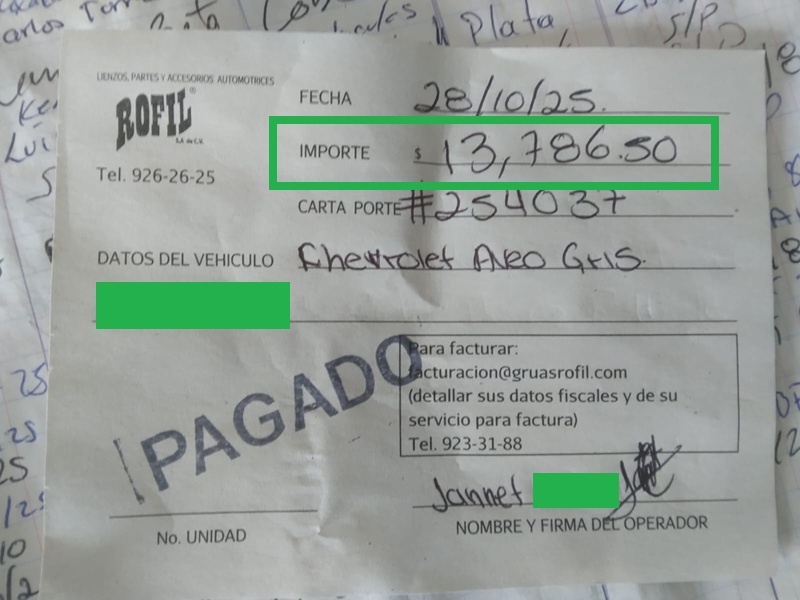 Plata,
S/P
LIENZOS, PARTES Y ACCESORIOS AUTOMOTRICES
ROFIL
S.A. de C.V.
Tel. 926-26-25
FECHA 28/10/25.
IMPORTE $ 13,786.50
CARTA PORTE #254037
DATOS DEL VEHICULO Chevrolet Aveo Gris.
PAGADO
Para facturar:
facturacion@gruasrofil.com
(detallar sus datos fiscales y de su
servicio para factura)
Tel. 923-31-88
Jannet
No. UNIDAD
NOMBRE Y FIRMA DEL OPERADOR